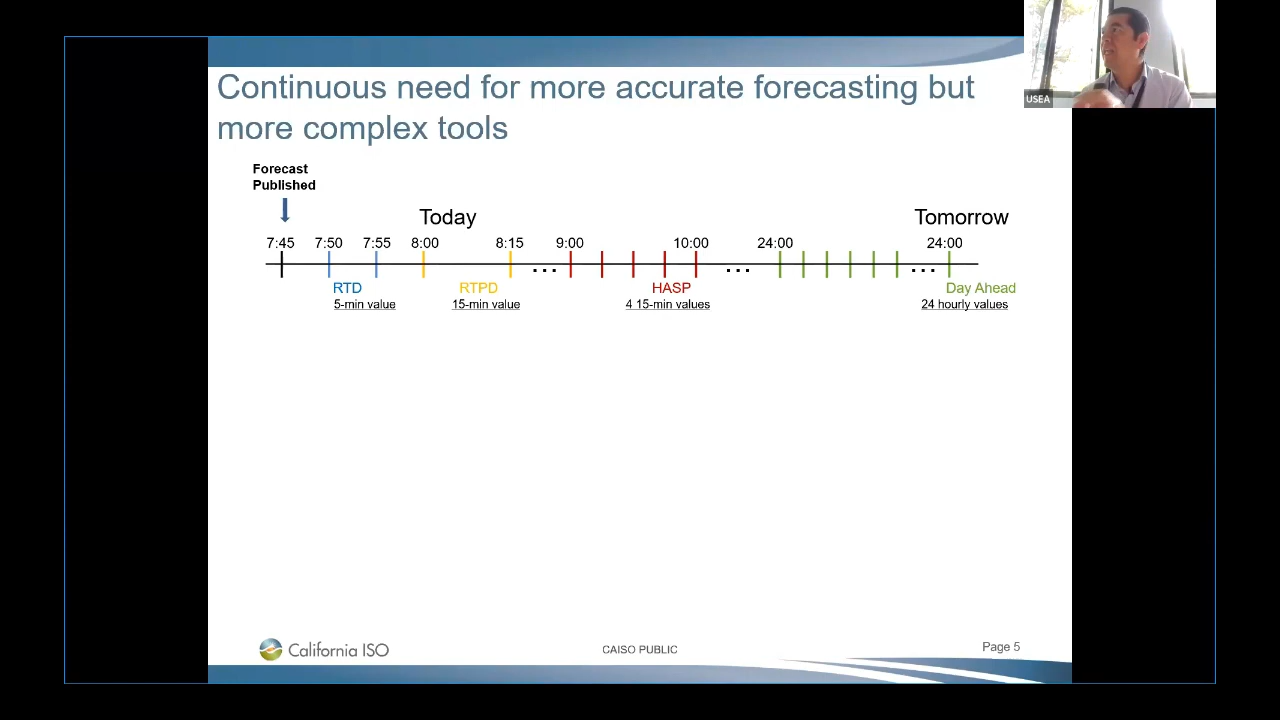 USEA
Continuous need for more accurate forecasting but
more complex tools
Forecast
Published
Today
Tomorrow
7:45 7:50 7:55 8:00 8:15 9:00 10:00 24:00 24:00
... ... ...
RTD RTPD HASP Day Ahead
5-min value 15-min value 4 15-min values 24 hourly values
California ISO
CAISO PUBLIC
Page 5